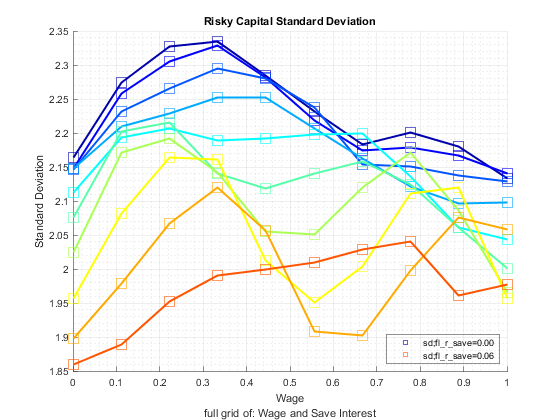 Risky Capital Standard Deviation
2.35
2.3
2.25
2.2
2.15
2.1
2.05
2
1.95
1.9
1.85
Standard Deviation
0 0.1 0.2 0.3 0.4 0.5 0.6 0.7 0.8 0.9 1
sd;fl_r_save=0.00
sd;fl_r_save=0.06
Wage
full grid of: Wage and Save Interest